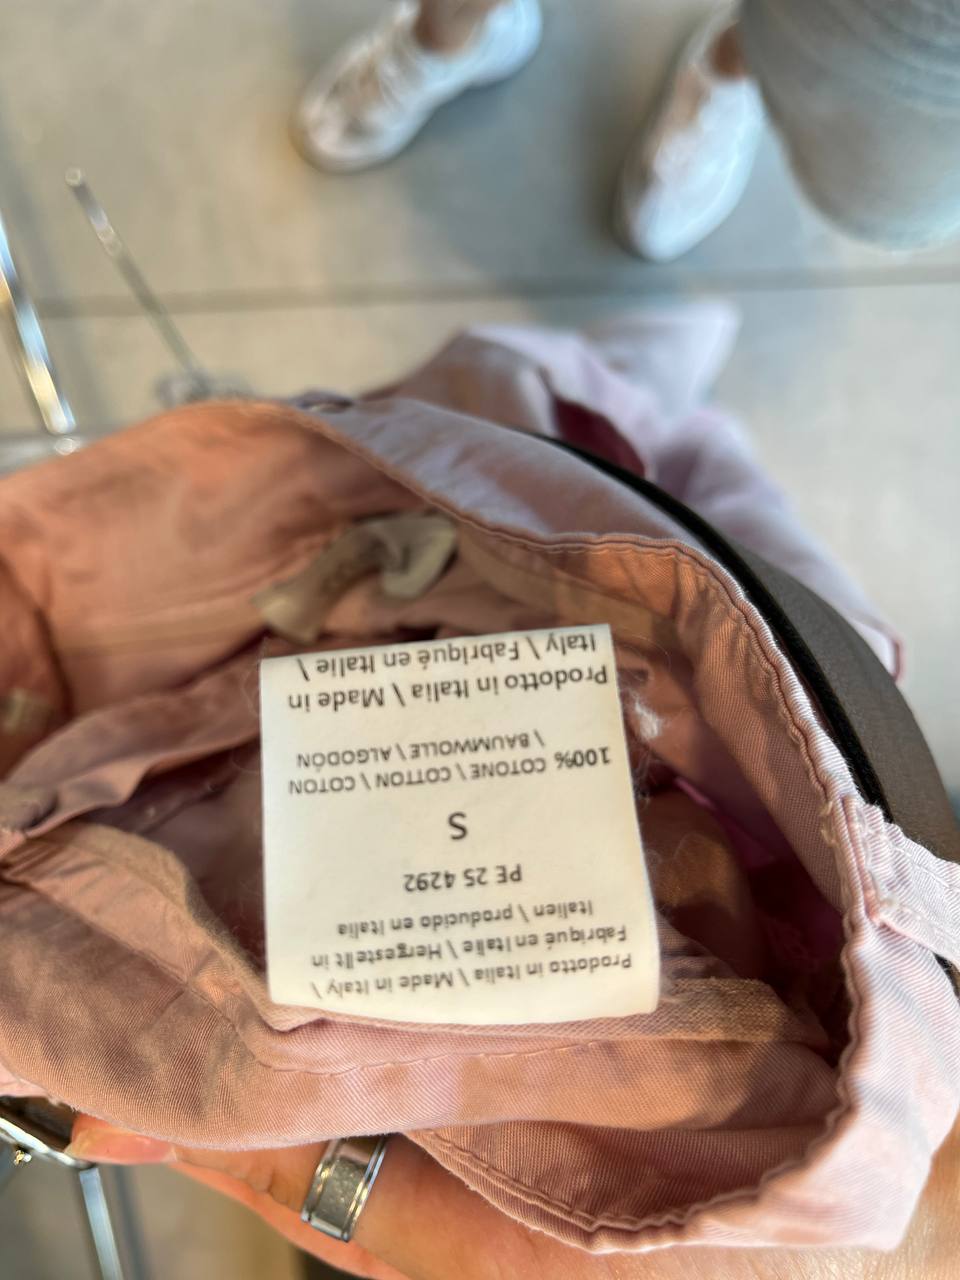 Prodotto in Italia \ Made in Italy \
Fabriqué en Italie \ Hergestellt in
Italien \ producido en Italia
PE 25 4292
S
100% COTONE \ COTTON \ COTON
\ BAUMWOLLE \ ALGODÓN
Prodotto in Italia \ Made in
Italy \ Fabriqué en Italie \